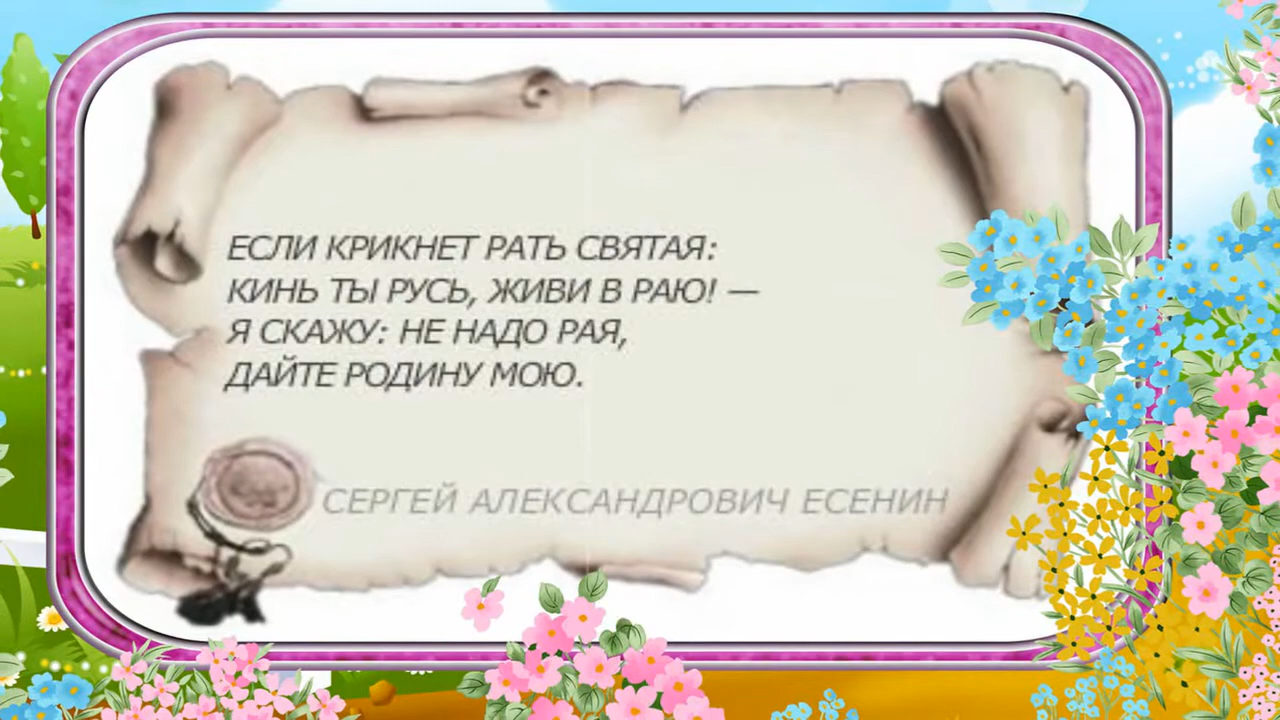 ЕСЛИ КРИКНЕТ РАТЬ СВЯТАЯ:
КИНЬ ТЫ РУСЬ, ЖИВИ В РАЮ! —
Я СКАЖУ: НЕ НАДО РАЯ,
ДАЙТЕ РОДИНУ МОЮ.
СЕРГЕЙ АЛЕКСАНДРОВИЧ ЕСЕНИН